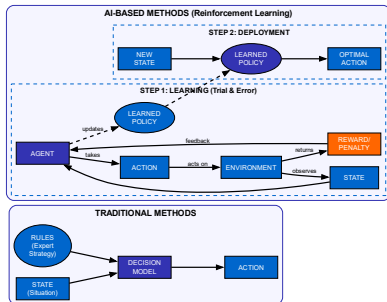 AI-BASED METHODS (Reinforcement Learning)
STEP 2: DEPLOYMENT
NEW
STATE
LEARNED
POLICY
OPTIMAL
ACTION
STEP 1: LEARNING (Trial & Error)
LEARNED
POLICY
updates
feedback
AGENT
takes
ACTION
acts on
ENVIRONMENT
returns
REWARD/
PENALTY
observes
STATE
TRADITIONAL METHODS
RULES
(Expert
Strategy)
DECISION
MODEL
ACTION
STATE
(Situation)